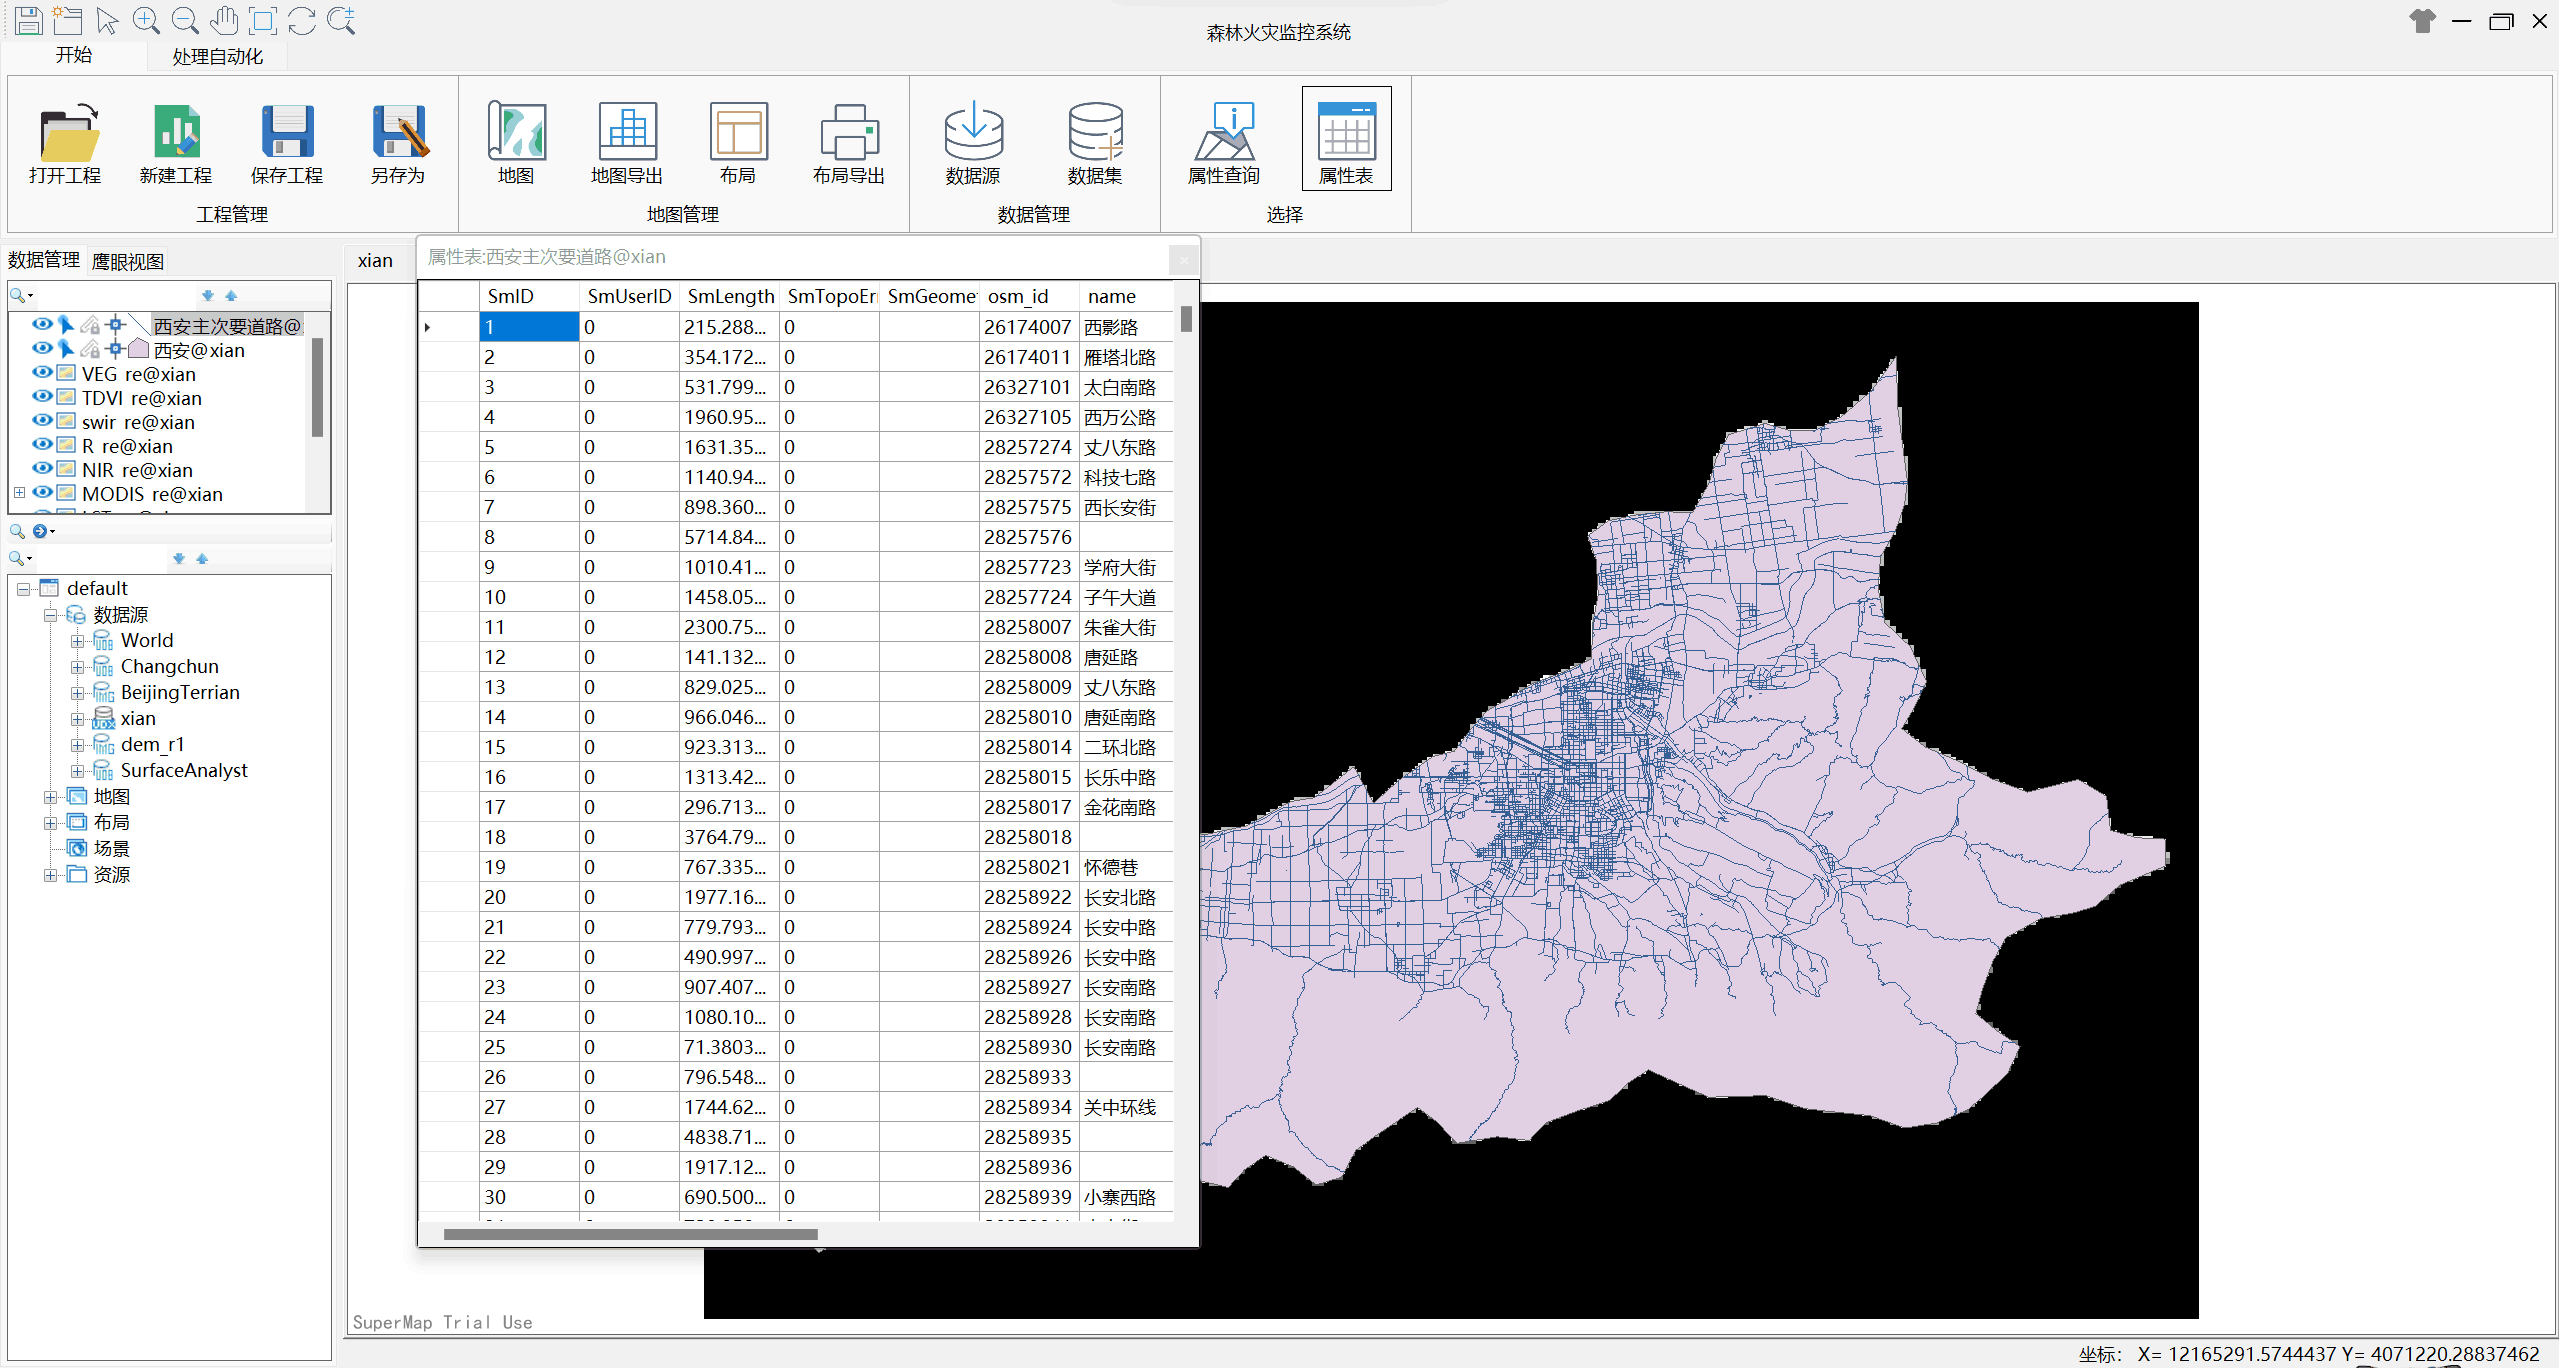 森林火灾监控系统
开始 处理自动化
打开工程 新建工程 保存工程 另存为 地图 地图导出 布局 布局导出 数据源 数据集 属性查询 属性表
工程管理 地图管理 数据管理 选择
数据管理 鹰眼视图
西安主次要道路@
西安@xian
VEG_re@xian
TDVI_re@xian
swir_re@xian
R_re@xian
NIR_re@xian
MODIS_re@xian
default
数据源
World
Changchun
BeijingTerrian
xian
dem_r1
SurfaceAnalyst
地图
布局
场景
资源
xian
属性表:西安主次要道路@xian
SmID SmUserID SmLength SmTopoEr SmGeome osm_id name
1 0 215.288... 0 26174007 西影路
2 0 354.172... 0 26174011 雁塔北路
3 0 531.799... 0 26327101 太白南路
4 0 1960.95... 0 26327105 西万公路
5 0 1631.35... 0 28257274 丈八东路
6 0 1140.94... 0 28257572 科技七路
7 0 898.360... 0 28257575 西长安街
8 0 5714.84... 0 28257576
9 0 1010.41... 0 28257723 学府大街
10 0 1458.05... 0 28257724 子午大道
11 0 2300.75... 0 28258007 朱雀大街
12 0 141.132... 0 28258008 唐延路
13 0 829.025... 0 28258009 丈八东路
14 0 966.046... 0 28258010 唐延南路
15 0 923.313... 0 28258014 二环北路
16 0 1313.42... 0 28258015 长乐中路
17 0 296.713... 0 28258017 金花南路
18 0 3764.79... 0 28258018
19 0 767.335... 0 28258021 怀德巷
20 0 1977.16... 0 28258922 长安北路
21 0 779.793... 0 28258924 长安中路
22 0 490.997... 0 28258926 长安中路
23 0 907.407... 0 28258927 长安南路
24 0 1080.10... 0 28258928 长安南路
25 0 71.3803... 0 28258930 长安南路
26 0 796.548... 0 28258933
27 0 1744.62... 0 28258934 关中环线
28 0 4838.71... 0 28258935
29 0 1917.12... 0 28258936
30 0 690.500... 0 28258939 小寨西路
SuperMap Trial Use
坐标: X= 12165291.5744437 Y= 4071220.28837462